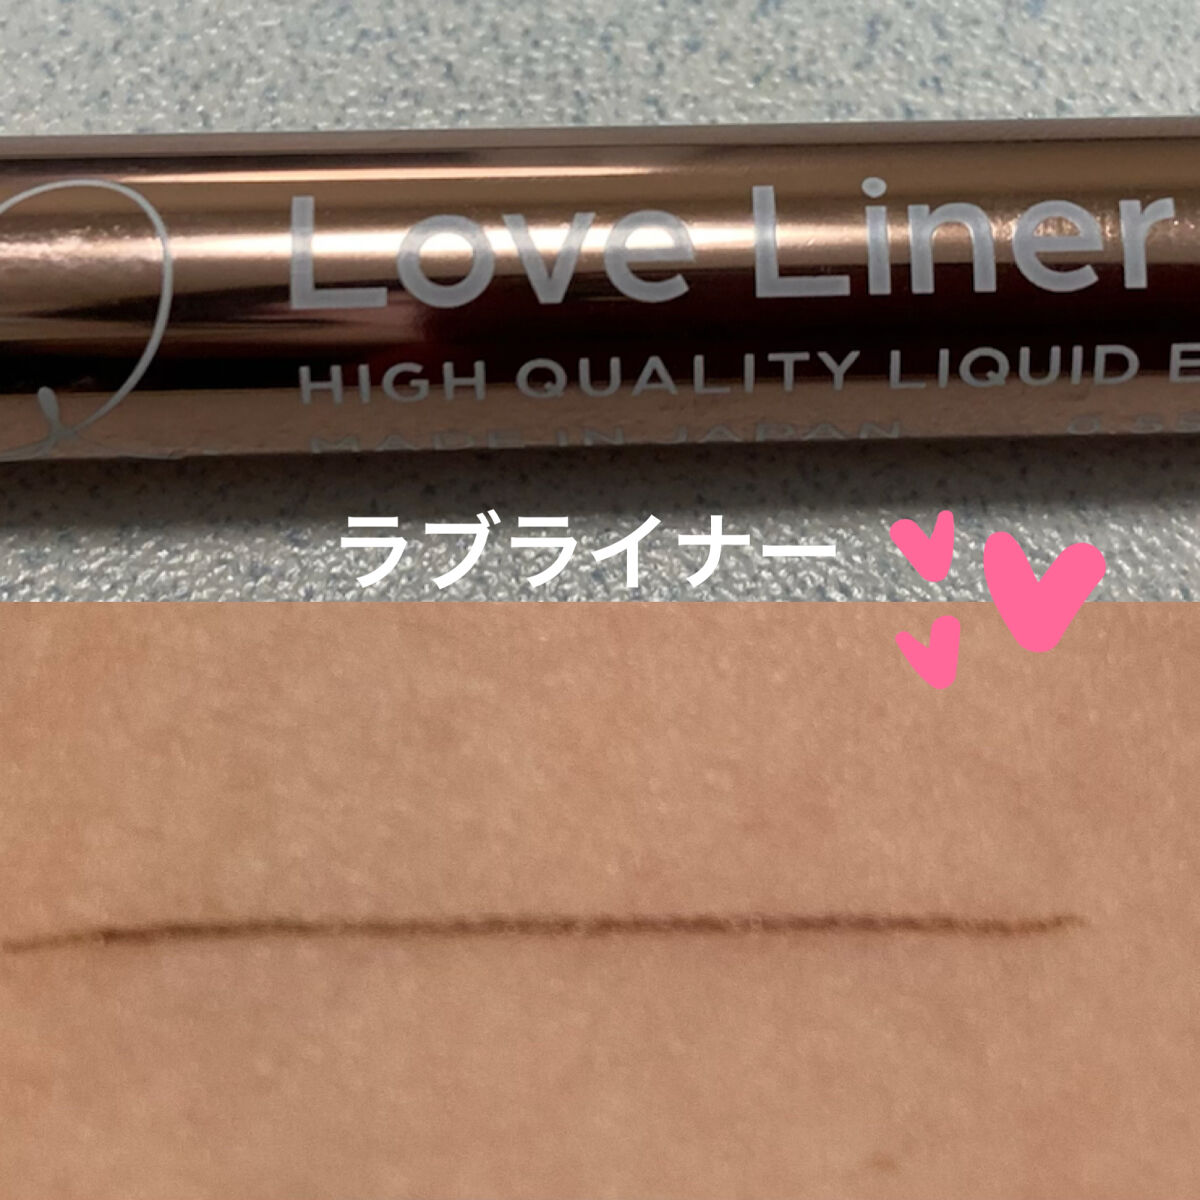 Love Liner
HIGH QUALITY LIQUID E
MADE IN JAPAN
ラブライナー